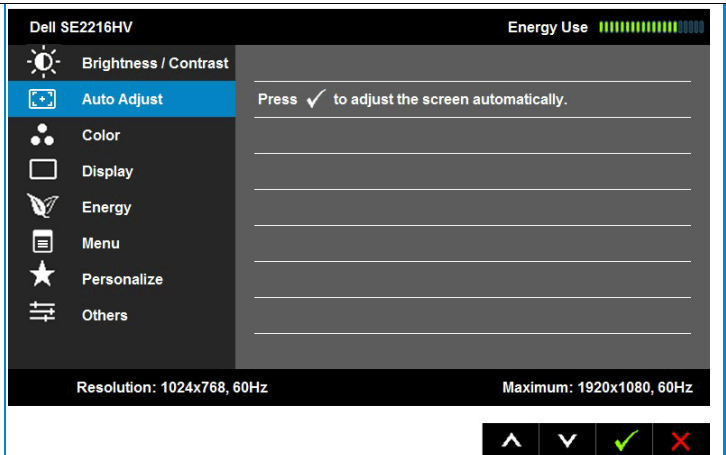 Dell SE2216HV Energy Use
Brightness / Contrast
Auto Adjust Press ✓ to adjust the screen automatically.
Color
Display
Energy
Menu
Personalize
Others
Resolution: 1024x768, 60Hz Maximum: 1920x1080, 60Hz